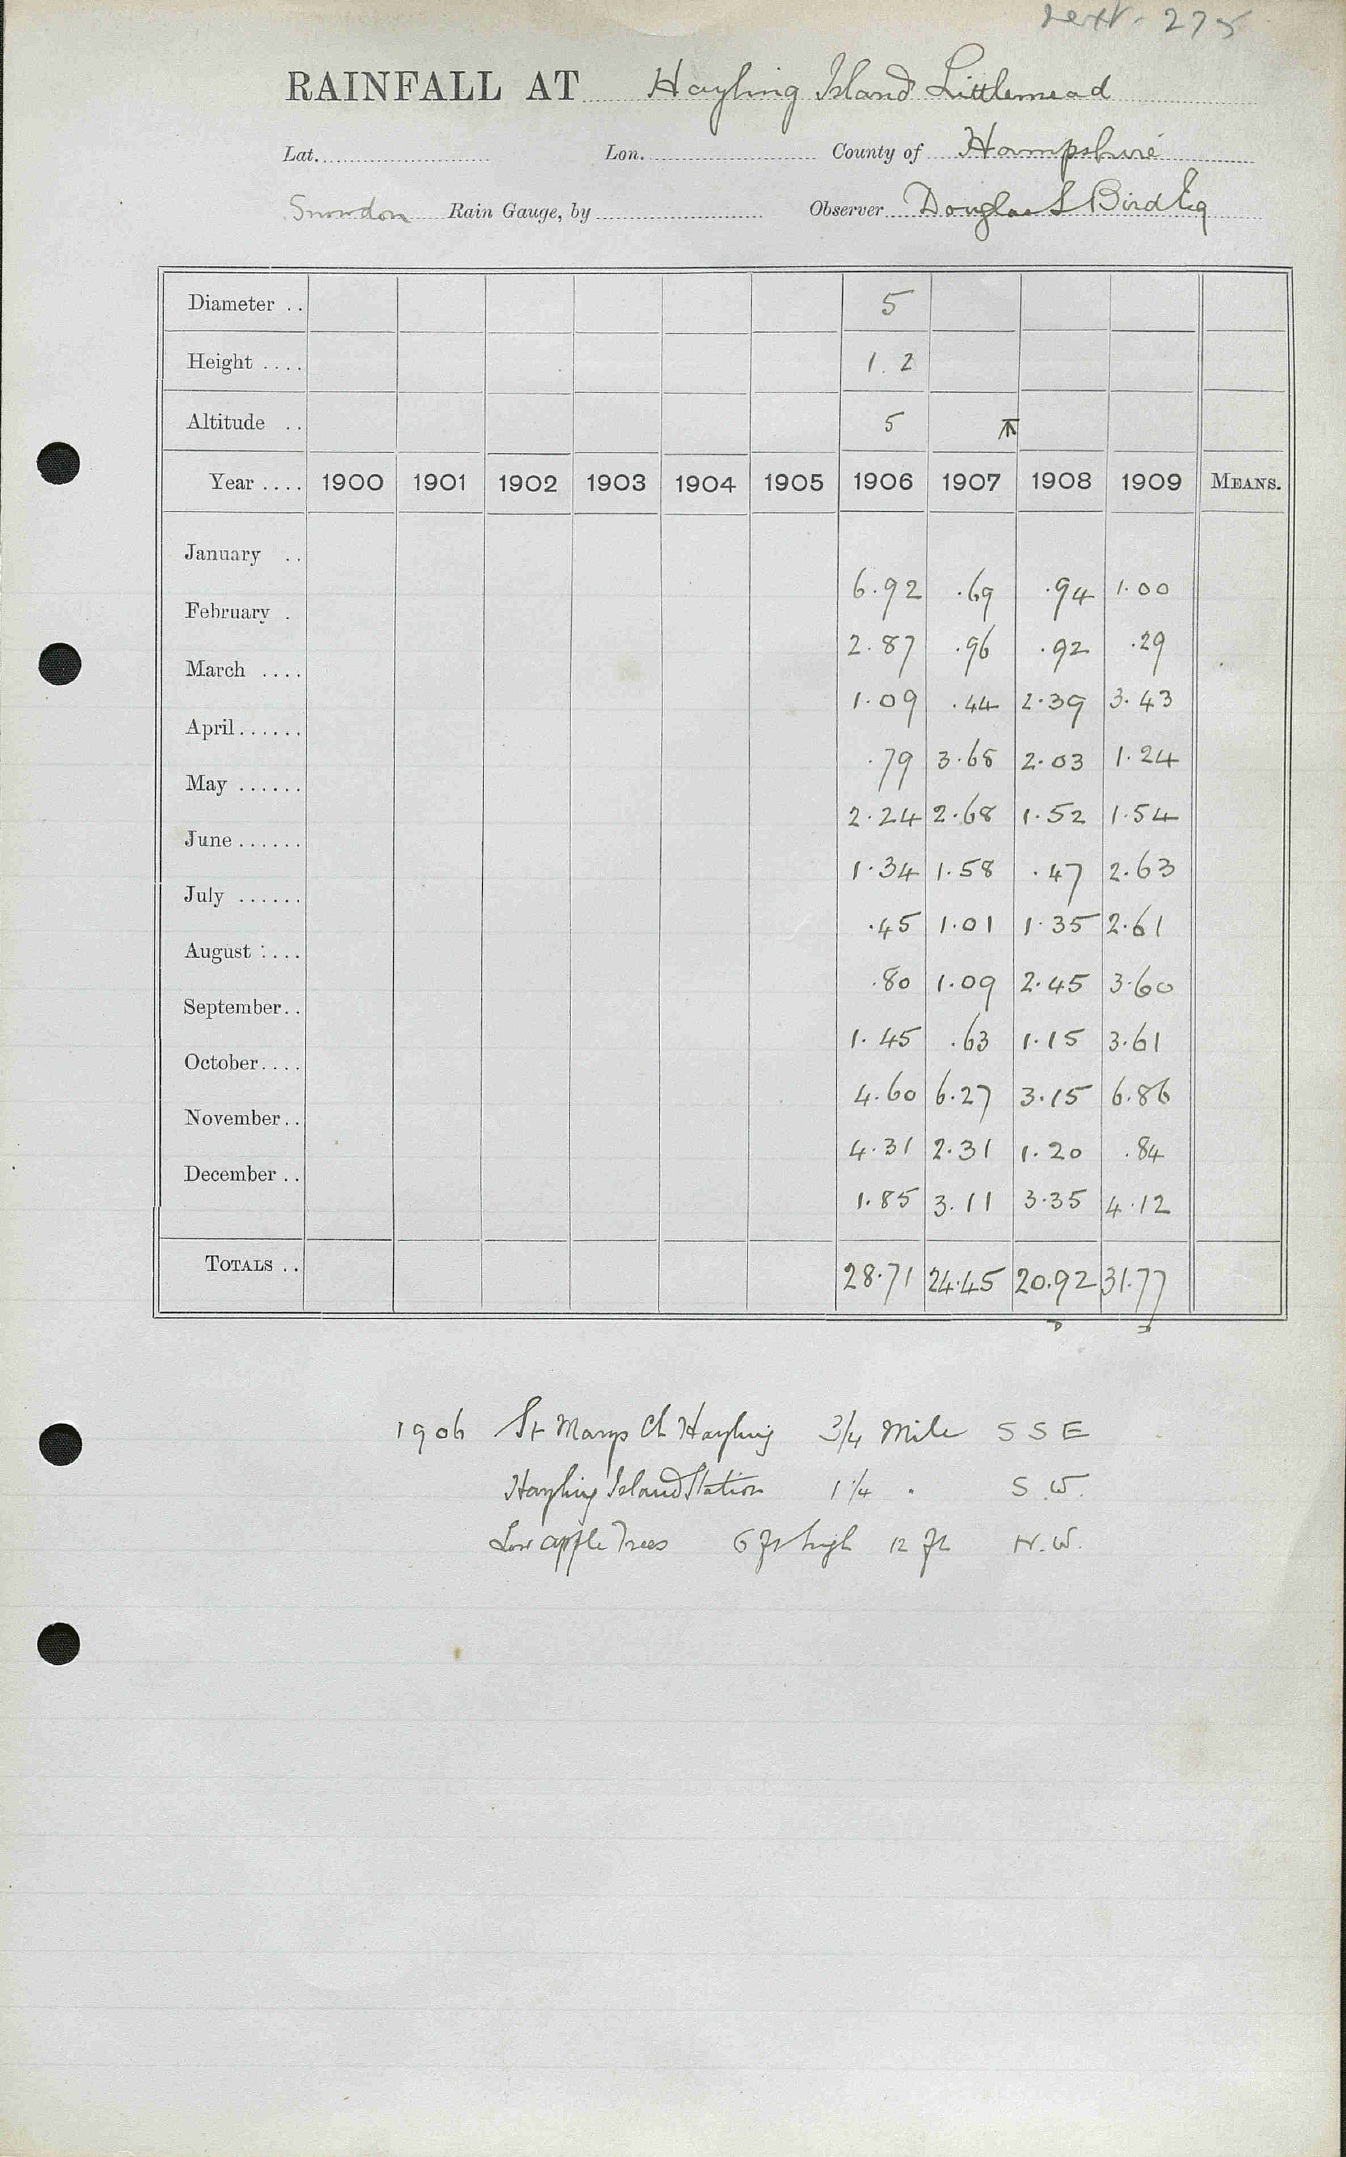 275
RAINFALL AT Hayling Island Littlemead
Lat. Lon. County of Hampshire
Snowdon Rain Gauge, by Observer Douglas S Bird Esq
Diameter .. 5
Height .... 1. 2
Altitude .. 5
Year .... 1900 1901 1902 1903 1904 1905 1906 1907 1908 1909 MEANS.
January .. 6.92 .69 .94 1.00
February . 2.87 .96 .92 .29
March .... 1.09 .44 2.39 3.43
April...... .79 3.68 2.03 1.24
May ...... 2.24 2.68 1.52 1.54
June...... 1.34 1.58 .47 2.63
July ...... .45 1.01 1.35 2.61
August .... .80 1.09 2.45 3.60
September.. 1.45 .63 1.15 3.61
October.... 4.60 6.27 3.15 6.86
November.. 4.31 2.31 1.20 .84
December .. 1.85 3.11 3.35 4.12
TOTALS .. 28.71 24.45 20.92 31.77
1906 St Marys Ch Hayling 3/4 Mile S S E
Hayling Island Station 1 1/4 " S.W.
Low apple Trees 6 ft high 12 ft N.W.